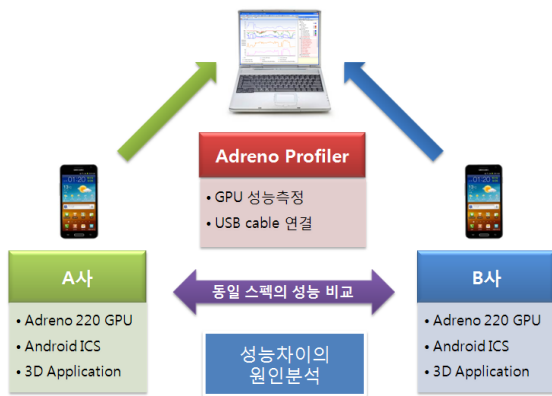 Adreno Profiler
• GPU 성능측정
• USB cable 연결
A사
• Adreno 220 GPU
• Android ICS
• 3D Application
동일 스펙의 성능 비교
성능차이의
원인분석
B사
• Adreno 220 GPU
• Android ICS
• 3D Application